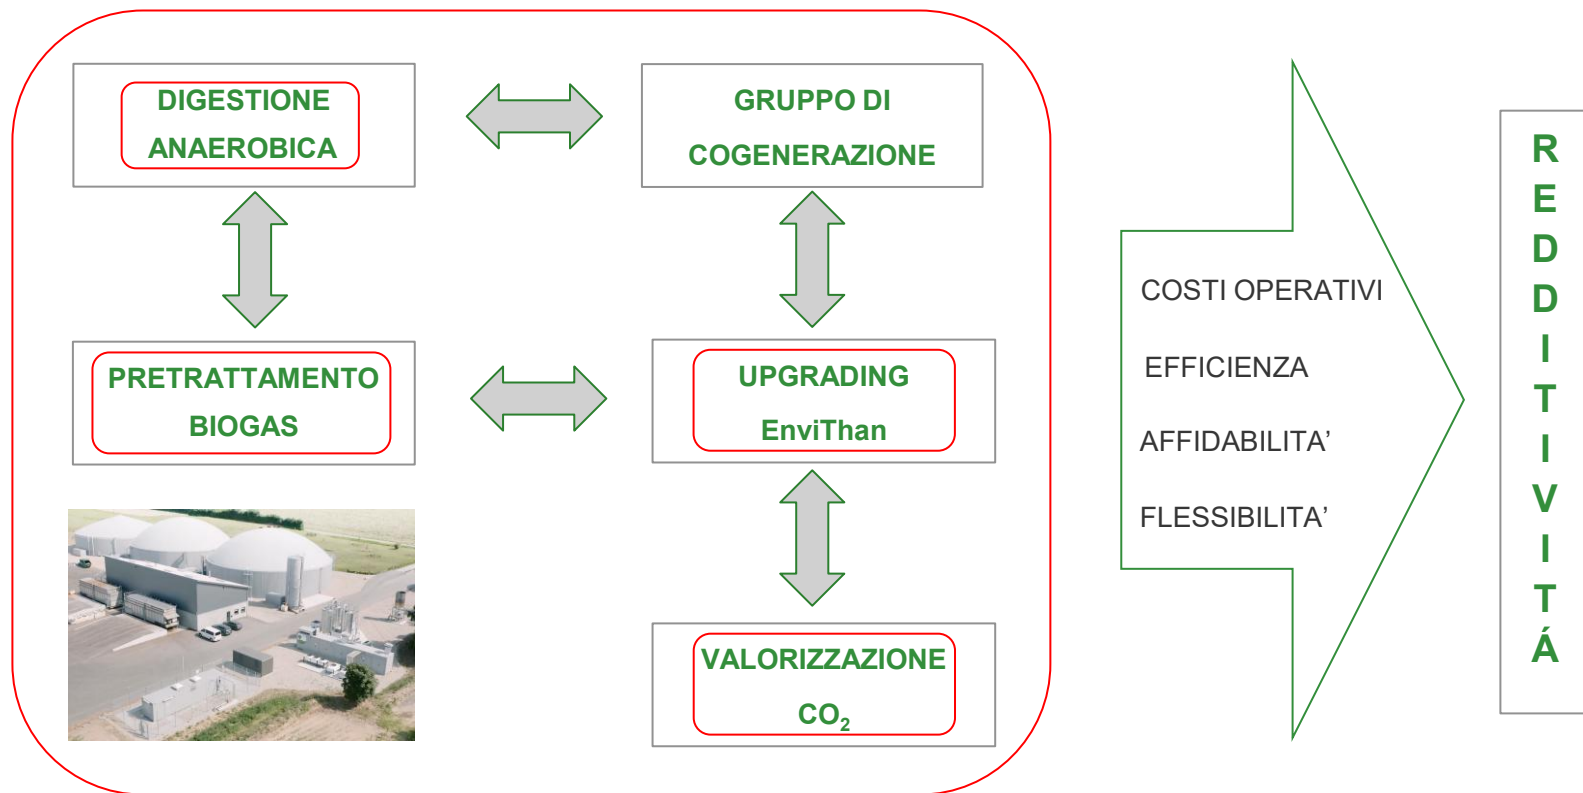 DIGESTIONE
ANAEROBICA
GRUPPO DI
COGENERAZIONE
PRETRATTAMENTO
BIOGAS
UPGRADING
EnviThan
VALORIZZAZIONE
CO₂
COSTI OPERATIVI
EFFICIENZA
AFFIDABILITA’
FLESSIBILITA’
R
E
D
D
I
T
I
V
I
T
Á